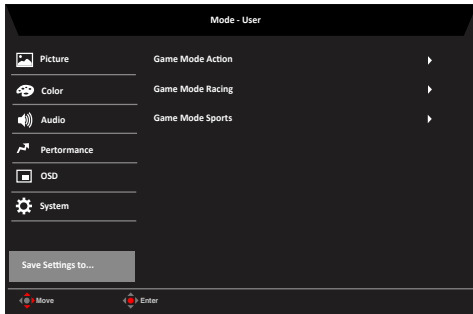 Mode - User
Picture
Game Mode Action
Color
Game Mode Racing
Audio
Game Mode Sports
Pertormance
OSD
System
Save Settings to...
Move
Enter